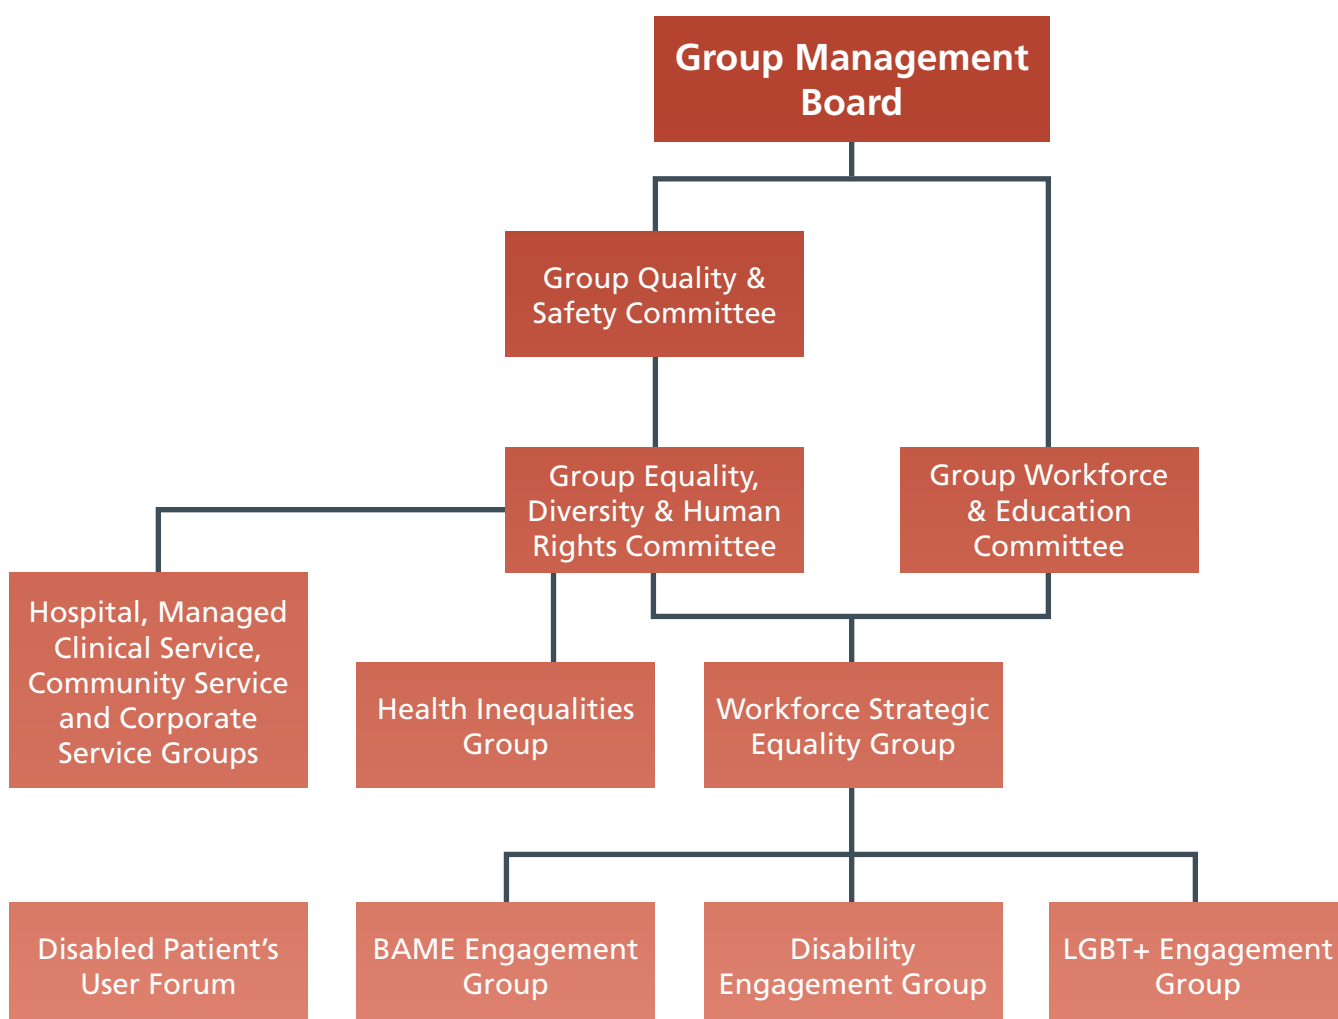 Group Management
Board
Group Quality &
Safety Committee
Group Equality,
Diversity & Human
Rights Committee
Group Workforce
& Education
Committee
Hospital, Managed
Clinical Service,
Community Service
and Corporate
Service Groups
Health Inequalities
Group
Workforce Strategic
Equality Group
Disabled Patient’s
User Forum
BAME Engagement
Group
Disability
Engagement Group
LGBT+ Engagement
Group